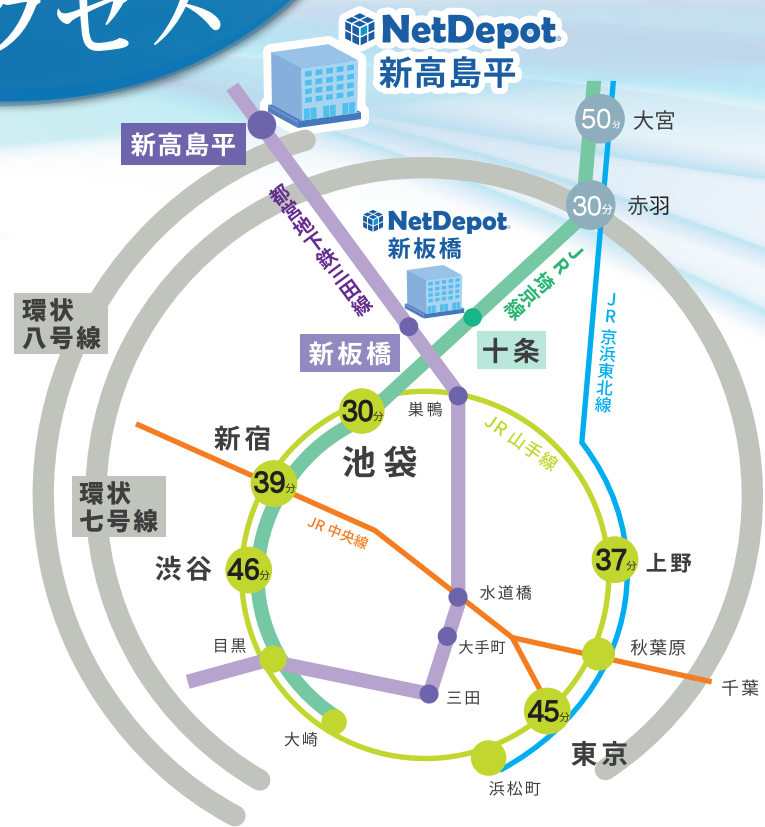 クセス
NetDepot
新高島平
新高島平
50分 大宮
30分 赤羽
都営地下鉄三田線
NetDepot
新板橋
JR埼京線
環状
八号線
JR京浜東北線
新板橋
十条
30分
巣鴨
池袋
JR山手線
新宿
39分
環状
七号線
JR中央線
渋谷 46分
37分 上野
水道橋
目黒
大手町
秋葉原
千葉
三田
45分
大崎
東京
浜松町